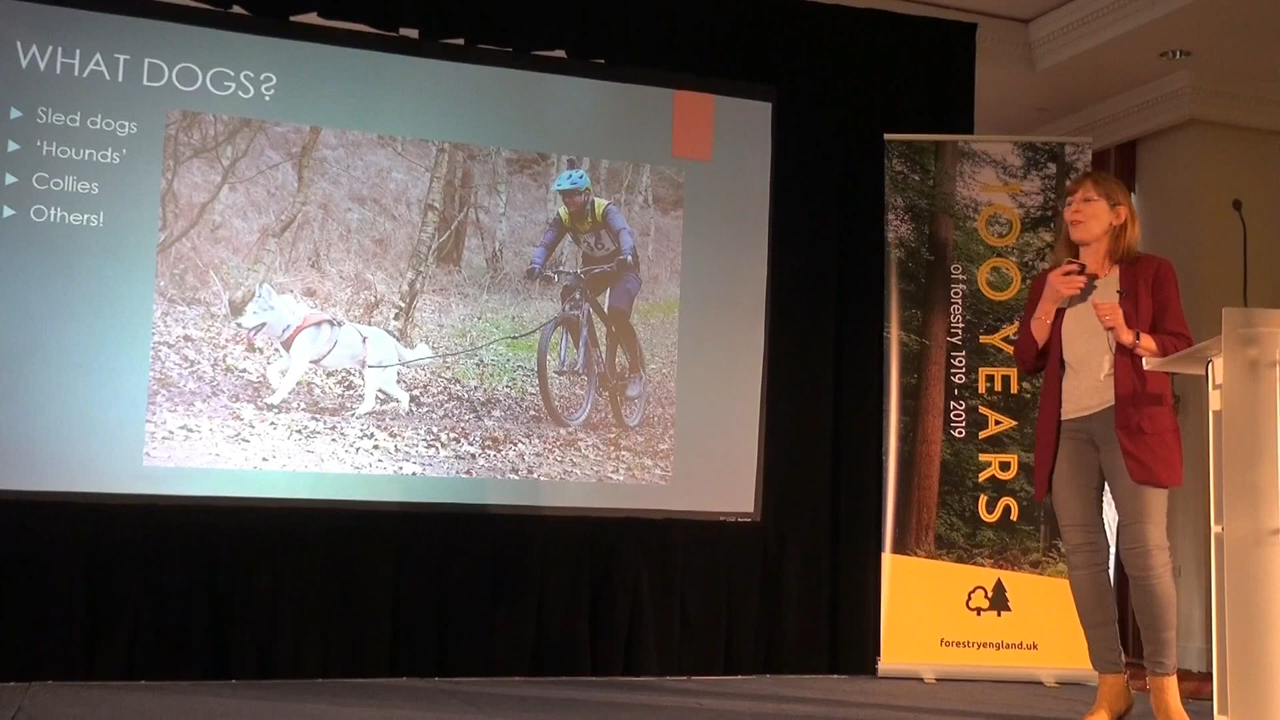 WHAT DOGS?
Sled dogs
'Hounds'
Collies
Others!
100 YEARS
of forestry 1919 - 2019
forestryengland.uk